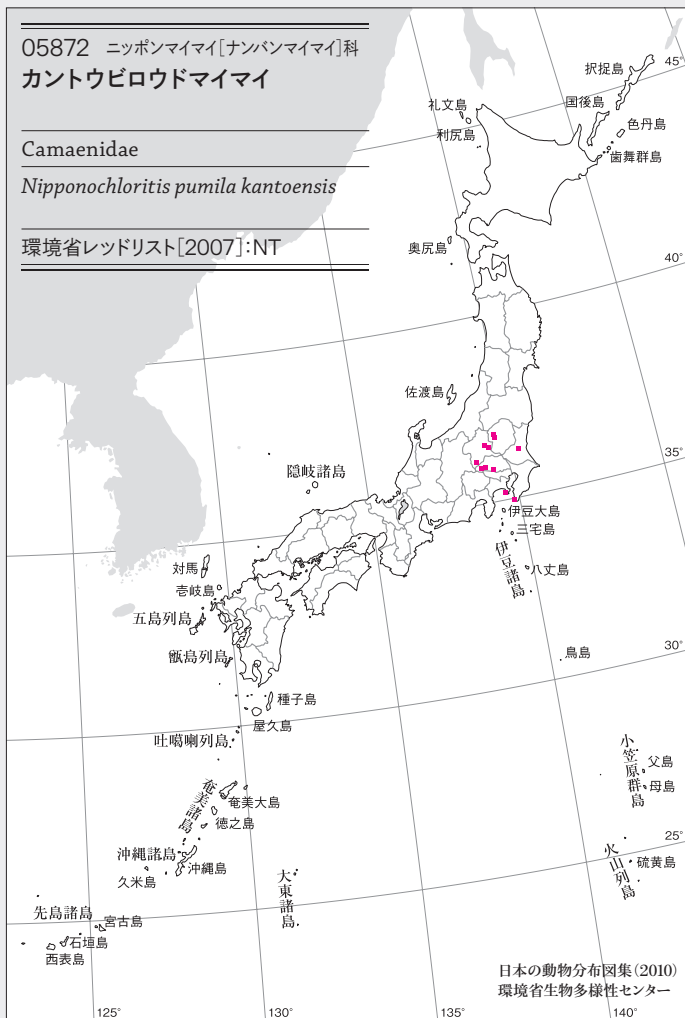 05872 ニッポンマイマイ[ナンバンマイマイ]科
カントウビロウドマイマイ
Camaenidae
Nipponochloritis pumila kantoensis
環境省レッドリスト[2007]:NT
択捉島
45°
礼文島
国後島
色丹島
利尻島
歯舞群島
奥尻島
40°
佐渡島
35°
隠岐諸島
伊豆大島
三宅島
対馬
八丈島
伊豆諸島
壱岐島
五島列島
甑島列島
鳥島
30°
種子島
屋久島
吐噶喇列島
小笠原群島
父島
奄美諸島
奄美大島
母島
徳之島
25°
沖縄諸島
沖縄島
火山列島
硫黄島
久米島
大東諸島
先島諸島
宮古島
石垣島
西表島
日本の動物分布図集(2010)
環境省生物多様性センター
125°
130°
135°
140°